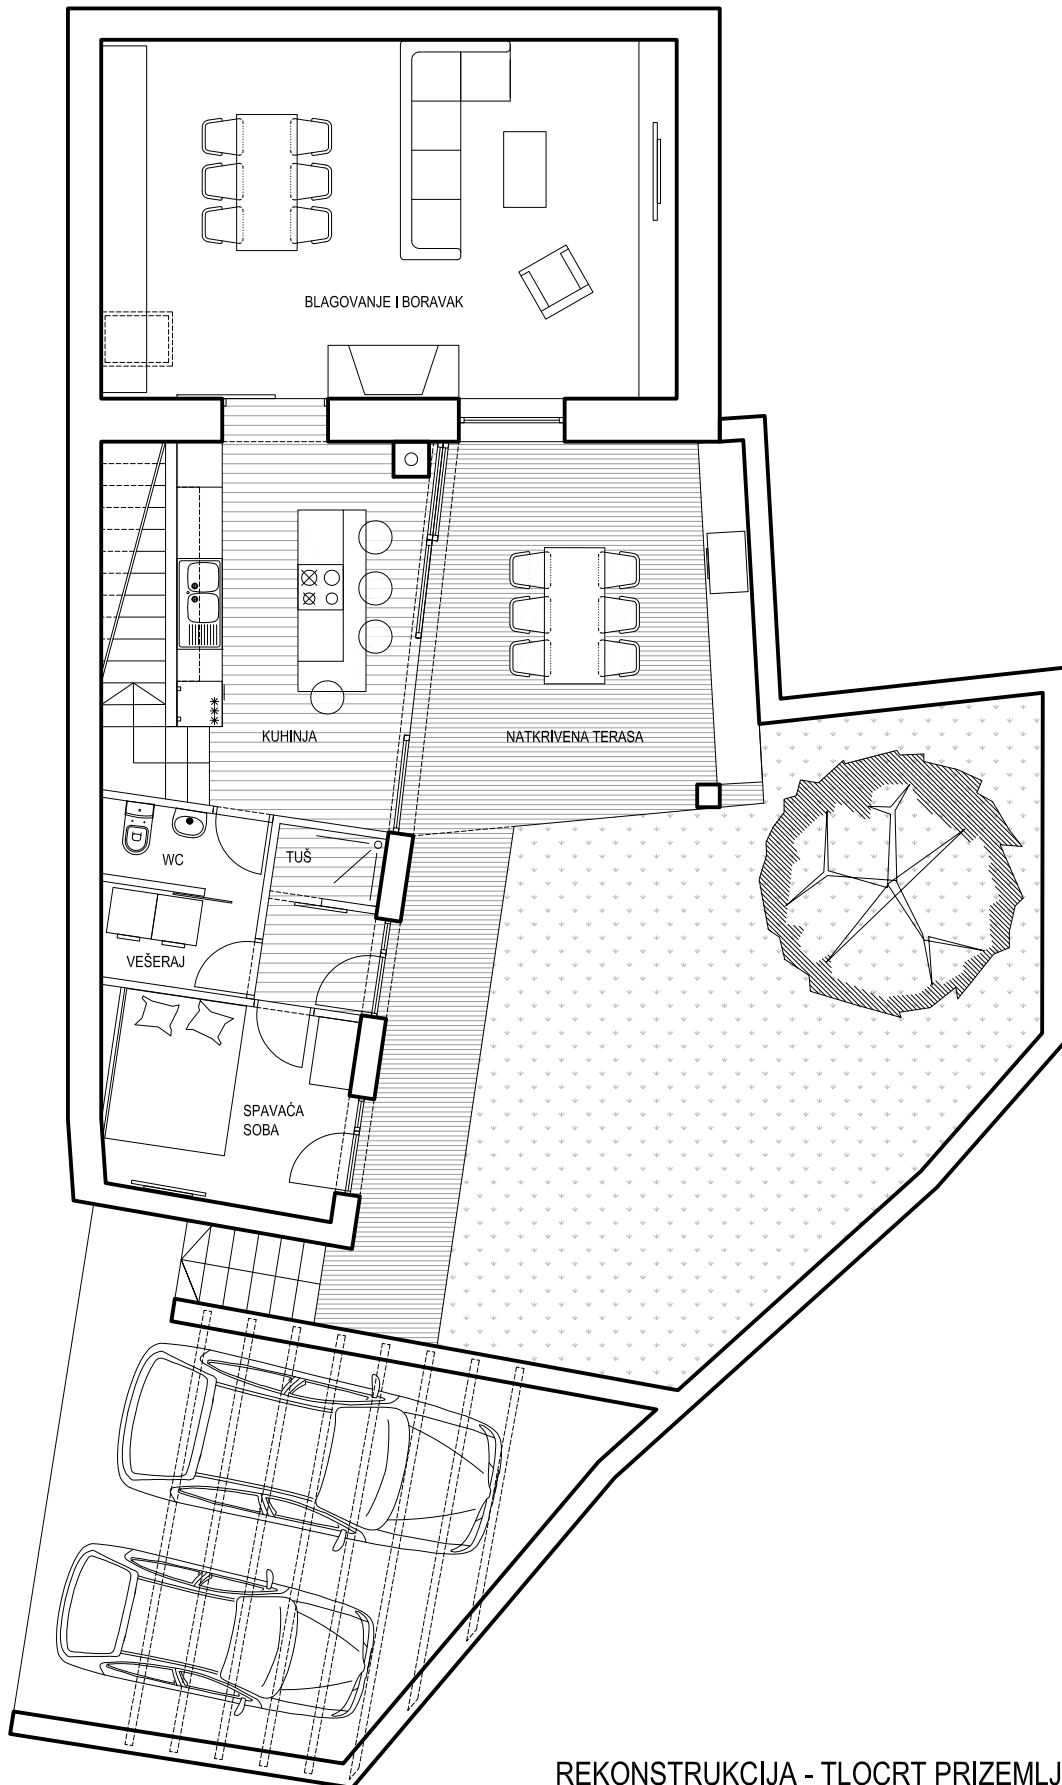 BLAGOVANJE I BORAVAK
KUHINJA
NATKRIVENA TERASA
TUŠ
WC
VEŠERAJ
SPAVAĆA
SOBA
REKONSTRUKCIJA - TLOCRT PRIZEMLJ